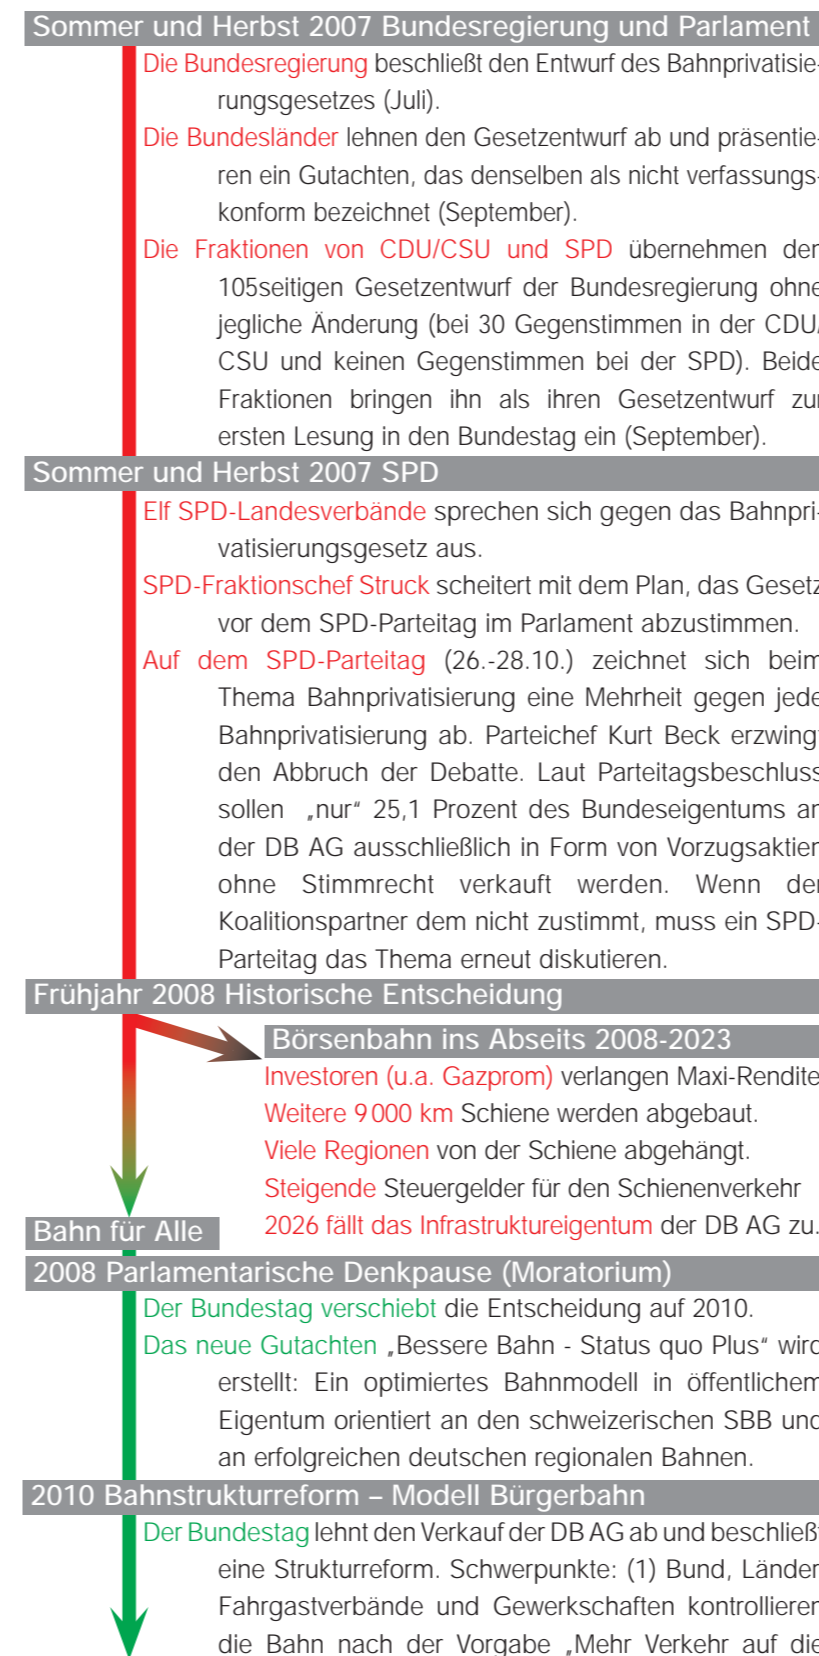 Sommer und Herbst 2007 Bundesregierung und Parlament
Die Bundesregierung beschließt den Entwurf des Bahnprivatisie-
rungsgesetzes (Juli).
Die Bundesländer lehnen den Gesetzentwurf ab und präsentie-
ren ein Gutachten, das denselben als nicht verfassungs-
konform bezeichnet (September).
Die Fraktionen von CDU/CSU und SPD übernehmen den
105seitigen Gesetzentwurf der Bundesregierung ohne
jegliche Änderung (bei 30 Gegenstimmen in der CDU/
CSU und keinen Gegenstimmen bei der SPD). Beide
Fraktionen bringen ihn als ihren Gesetzentwurf zur
ersten Lesung in den Bundestag ein (September).
Sommer und Herbst 2007 SPD
Elf SPD-Landesverbände sprechen sich gegen das Bahnpri-
vatisierungsgesetz aus.
SPD-Fraktionschef Struck scheitert mit dem Plan, das Gesetz
vor dem SPD-Parteitag im Parlament abzustimmen.
Auf dem SPD-Parteitag (26.-28.10.) zeichnet sich beim
Thema Bahnprivatisierung eine Mehrheit gegen jede
Bahnprivatisierung ab. Parteichef Kurt Beck erzwingt
den Abbruch der Debatte. Laut Parteitagsbeschluss
sollen „nur“ 25,1 Prozent des Bundeseigentums an
der DB AG ausschließlich in Form von Vorzugsaktien
ohne Stimmrecht verkauft werden. Wenn der
Koalitionspartner dem nicht zustimmt, muss ein SPD-
Parteitag das Thema erneut diskutieren.
Frühjahr 2008 Historische Entscheidung
Börsenbahn ins Abseits 2008-2023
Investoren (u.a. Gazprom) verlangen Maxi-Rendite
Weitere 9 000 km Schiene werden abgebaut.
Viele Regionen von der Schiene abgehängt.
Steigende Steuergelder für den Schienenverkehr
2026 fällt das Infrastruktureigentum der DB AG zu.
Bahn für Alle
2008 Parlamentarische Denkpause (Moratorium)
Der Bundestag verschiebt die Entscheidung auf 2010.
Das neue Gutachten „Bessere Bahn - Status quo Plus“ wird
erstellt: Ein optimiertes Bahnmodell in öffentlichem
Eigentum orientiert an den schweizerischen SBB und
an erfolgreichen deutschen regionalen Bahnen.
2010 Bahnstrukturreform – Modell Bürgerbahn
Der Bundestag lehnt den Verkauf der DB AG ab und beschließt
eine Strukturreform. Schwerpunkte: (1) Bund, Länder,
Fahrgastverbände und Gewerkschaften kontrollieren
die Bahn nach der Vorgabe „Mehr Verkehr auf die